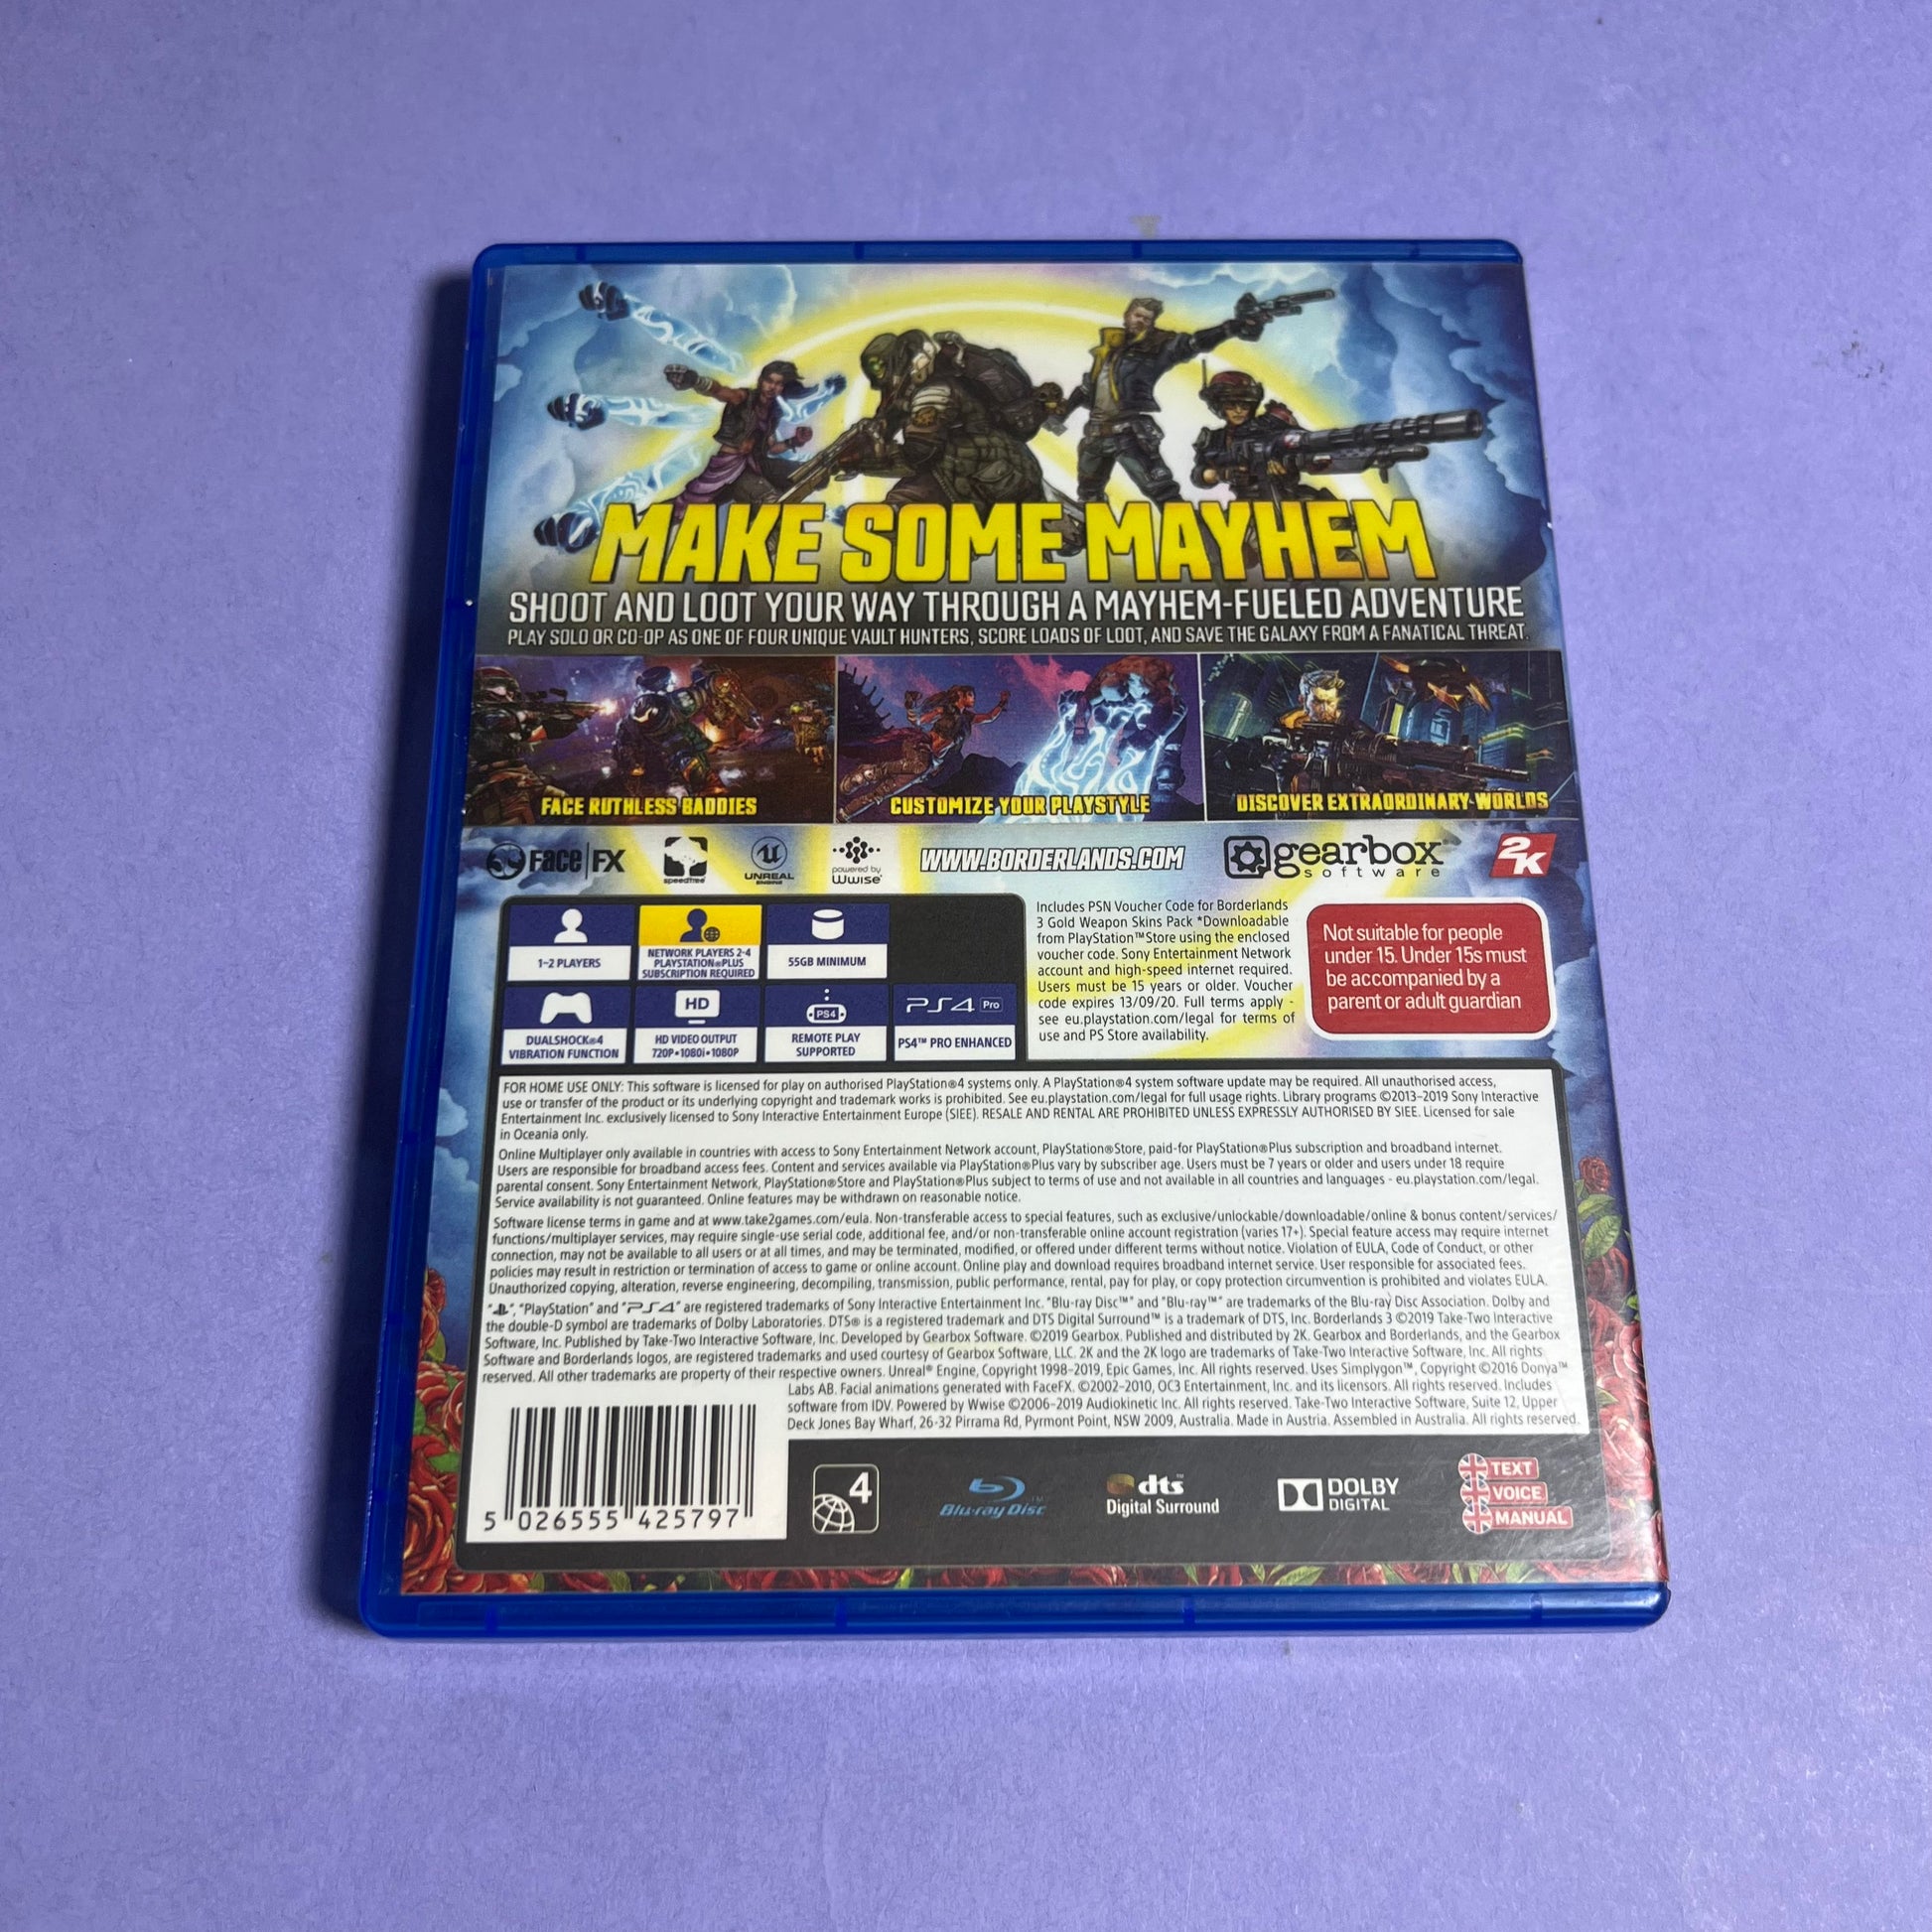 MAKE SOME MAYHEM
SHOOT AND LOOT YOUR WAY THROUGH A MAYHEM-FUELED ADVENTURE
PLAY SOLO OR CO-OP AS ONE OF FOUR UNIQUE VAULT HUNTERS, SCORE LOADS OF LOOT, AND SAVE THE GALAXY FROM A FANATICAL THREAT.
FACE RUTHLESS BADDIES
CUSTOMIZE YOUR PLAYSTYLE
DISCOVER EXTRAORDINARY WORLDS
Face|FX
speedtree
UNREAL
ENGINE
powered by
Wwise
WWW.BORDERLANDS.COM
gearbox
software
2K
1-2 PLAYERS
NETWORK PLAYERS 2-4
PLAYSTATION®PLUS
SUBSCRIPTION REQUIRED
55GB MINIMUM
DUALSHOCK®4
VIBRATION FUNCTION
HD
HD VIDEO OUTPUT
720P•1080i•1080P
PS4
REMOTE PLAY
SUPPORTED
PS4 Pro
PS4™ PRO ENHANCED
Includes PSN Voucher Code for Borderlands
3 Gold Weapon Skins Pack *Downloadable
from PlayStation™Store using the enclosed
voucher code. Sony Entertainment Network
account and high-speed internet required.
Users must be 15 years or older. Voucher
code expires 13/09/20. Full terms apply -
see eu.playstation.com/legal for terms of
use and PS Store availability.
Not suitable for people
under 15. Under 15s must
be accompanied by a
parent or adult guardian
FOR HOME USE ONLY: This software is licensed for play on authorised PlayStation®4 systems only. A PlayStation®4 system software update may be required. All unauthorised access,
use or transfer of the product or its underlying copyright and trademark works is prohibited. See eu.playstation.com/legal for full usage rights. Library programs ©2013-2019 Sony Interactive
Entertainment Inc. exclusively licensed to Sony Interactive Entertainment Europe (SIEE). RESALE AND RENTAL ARE PROHIBITED UNLESS EXPRESSLY AUTHORISED BY SIEE. Licensed for sale
in Oceania only.
Online Multiplayer only available in countries with access to Sony Entertainment Network account, PlayStation®Store, paid-for PlayStation®Plus subscription and broadband internet.
Users are responsible for broadband access fees. Content and services available via PlayStation®Plus vary by subscriber age. Users must be 7 years or older and users under 18 require
parental consent. Sony Entertainment Network, PlayStation®Store and PlayStation®Plus subject to terms of use and not available in all countries and languages - eu.playstation.com/legal.
Service availability is not guaranteed. Online features may be withdrawn on reasonable notice.
Software license terms in game and at www.take2games.com/eula. Non-transferable access to special features, such as exclusive/unlockable/downloadable/online & bonus content/services/
functions/multiplayer services, may require single-use serial code, additional fee, and/or non-transferable online account registration (varies 17+). Special feature access may require internet
connection, may not be available to all users or at all times, and may be terminated, modified, or offered under different terms without notice. Violation of EULA, Code of Conduct, or other
policies may result in restriction or termination of access to game or online account. Online play and download requires broadband internet service. User responsible for associated fees.
Unauthorized copying, alteration, reverse engineering, decompiling, transmission, public performance, rental, pay for play, or copy protection circumvention is prohibited and violates EULA.
"", "PlayStation" and "PS4" are registered trademarks of Sony Interactive Entertainment Inc. "Blu-ray Disc™" and "Blu-ray™" are trademarks of the Blu-ray Disc Association. Dolby and
the double-D symbol are trademarks of Dolby Laboratories. DTS® is a registered trademark and DTS Digital Surround™ is a trademark of DTS, Inc. Borderlands 3 ©2019 Take-Two Interactive
Software, Inc. Published by Take-Two Interactive Software, Inc. Developed by Gearbox Software. ©2019 Gearbox. Published and distributed by 2K. Gearbox and Borderlands, and the Gearbox
Software and Borderlands logos, are registered trademarks and used courtesy of Gearbox Software, LLC. 2K and the 2K logo are trademarks of Take-Two Interactive Software, Inc. All rights
reserved. All other trademarks are property of their respective owners. Unreal® Engine, Copyright 1998-2019, Epic Games, Inc. All rights reserved. Uses Simplygon™, Copyright ©2016 Donya™
Labs AB. Facial animations generated with FaceFX. ©2002-2010, OC3 Entertainment, Inc. and its licensors. All rights reserved. Includes
software from IDV. Powered by Wwise ©2006-2019 Audiokinetic Inc. All rights reserved. Take-Two Interactive Software, Suite 12, Upper
Deck Jones Bay Wharf, 26-32 Pirrama Rd, Pyrmont Point, NSW 2009, Australia. Made in Austria. Assembled in Australia. All rights reserved.
5 026555 425797
4
Blu-ray Disc™
dts™
Digital Surround
DOLBY
DIGITAL
TEXT
VOICE
MANUAL